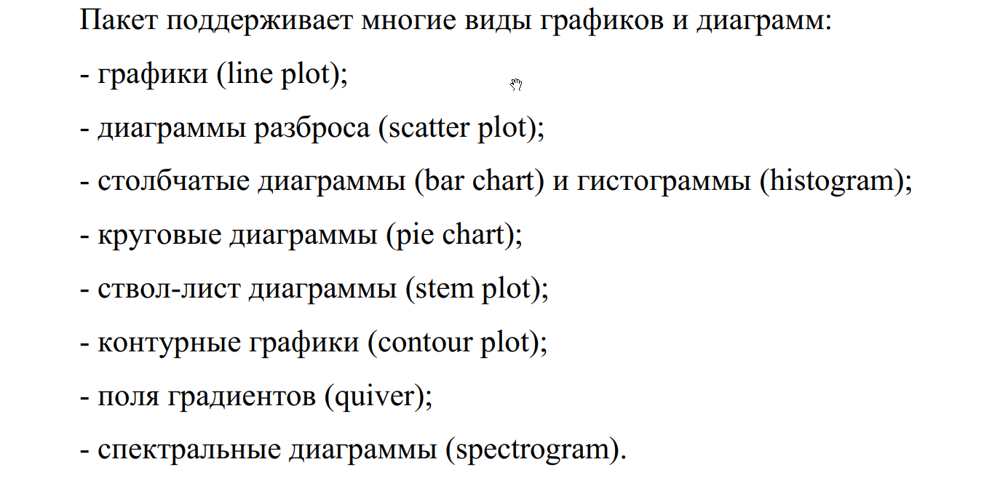 Пакет поддерживает многие виды графиков и диаграмм:
- графики (line plot);
- диаграммы разброса (scatter plot);
- столбчатые диаграммы (bar chart) и гистограммы (histogram);
- круговые диаграммы (pie chart);
- ствол-лист диаграммы (stem plot);
- контурные графики (contour plot);
- поля градиентов (quiver);
- спектральные диаграммы (spectrogram).